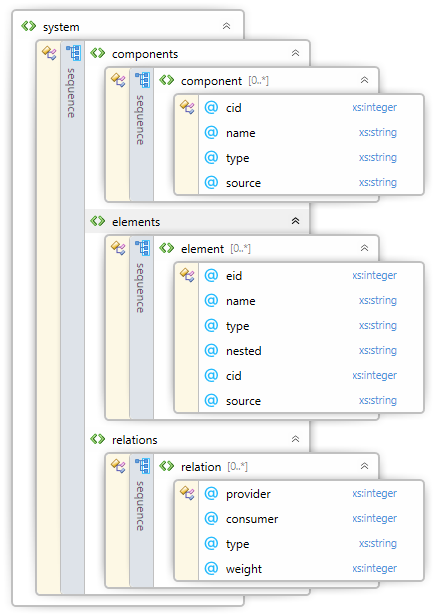 system
sequence
components
sequence
component [0..*]
@ cid xs:integer
@ name xs:string
@ type xs:string
@ source xs:string
elements
sequence
element [0..*]
@ eid xs:integer
@ name xs:string
@ type xs:string
@ nested xs:string
@ cid xs:integer
@ source xs:string
relations
sequence
relation [0..*]
@ provider xs:integer
@ consumer xs:integer
@ type xs:string
@ weight xs:integer